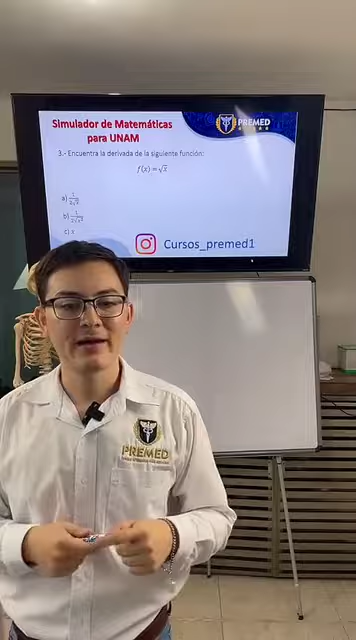 Simulador de Matemáticas
para UNAM
PREMED
3.- Encuentra la derivada de la siguiente función:
f(x) = √x
a)
b)
c) x
Cursos_premed1
PREMED